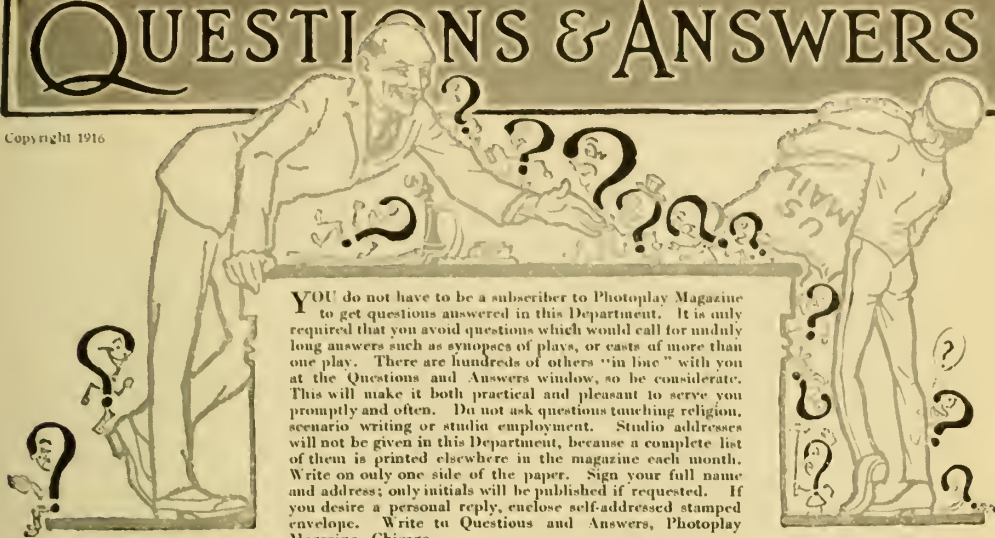 QUESTIONS & ANSWERS
Copyright 1916
U S MAIL
YOU do not have to be a subscriber to Photoplay Magazine
to get questions answered in this Department. It is only
required that you avoid questions which would call for unduly
long answers such as synopses of plays, or casts of more than
one play. There are hundreds of others "in line" with you
at the Questions and Answers window, so be considerate.
This will make it both practical and pleasant to serve you
promptly and often. Do not ask questions touching religion,
scenario writing or studio employment. Studio addresses
will not be given in this Department, because a complete list
of them is printed elsewhere in the magazine each month.
Write on only one side of the paper. Sign your full name
and address; only initials will be published if requested. If
you desire a personal reply, enclose self-addressed stamped
envelope. Write to Questions and Answers, Photoplay
Magazine, Chicago.